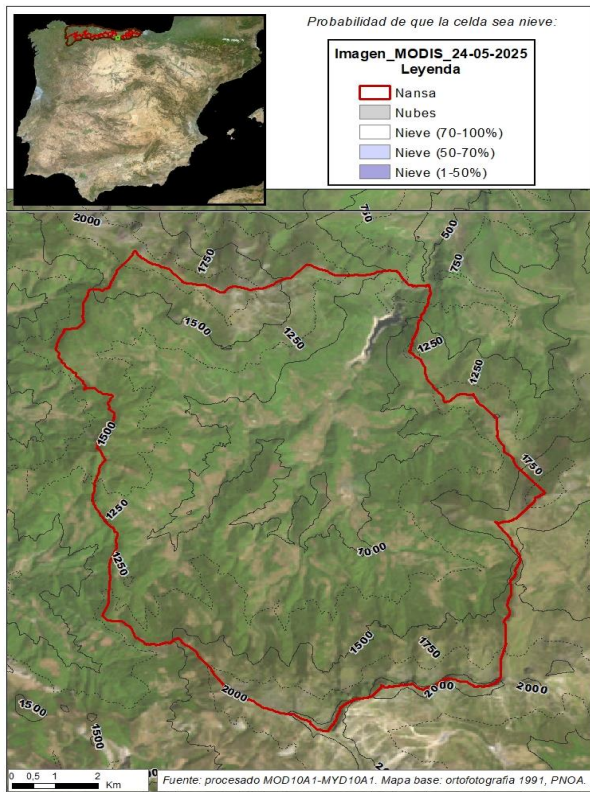 Probabilidad de que la celda sea nieve:
Imagen_MODIS_24-05-2025
Leyenda
Nansa
Nubes
Nieve (70-100%)
Nieve (50-70%)
Nieve (1-50%)
2000
1750
750
500
750
1500
1250
1250
1250
1500
1750
1250
1250
1000
1500
1750
2000
2000
2000
1500
1500
0 0,5 1 2
Km
Fuente: procesado MOD10A1-MYD10A1. Mapa base: ortofotografia 1991, PNOA.